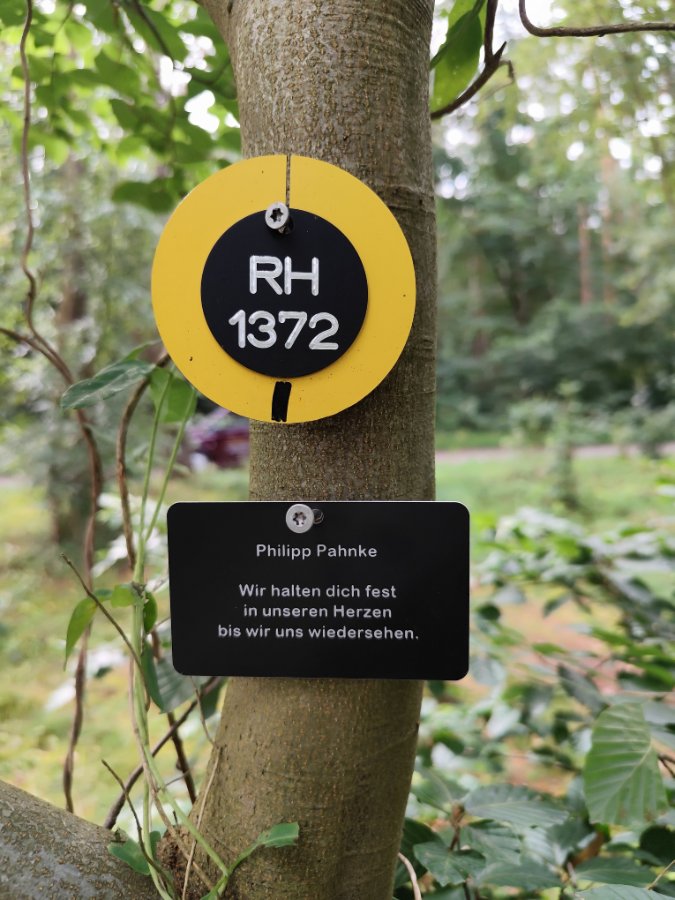 RH
1372
Philipp Pahnke
Wir halten dich fest
in unseren Herzen
bis wir uns wiedersehen.